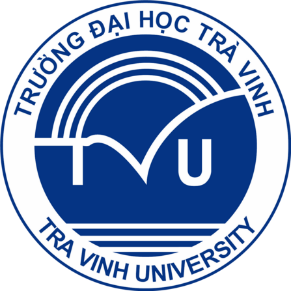 TRƯỜNG ĐẠI HỌC TRÀ VINH
TVU
TRA VINH UNIVERSITY